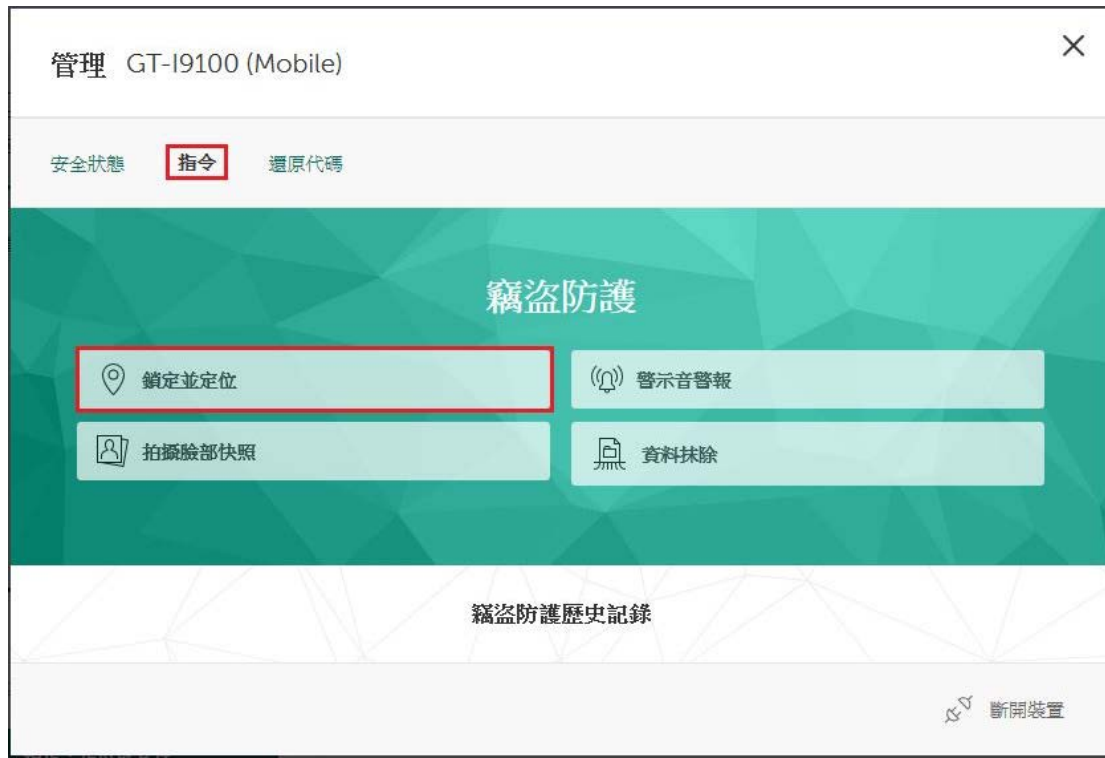 管理 GT-I9100 (Mobile)
安全狀態 指令 還原代碼
竊盜防護
鎖定並定位 警示音警報
拍攝臉部快照 資料抹除
竊盜防護歷史記錄
斷開裝置